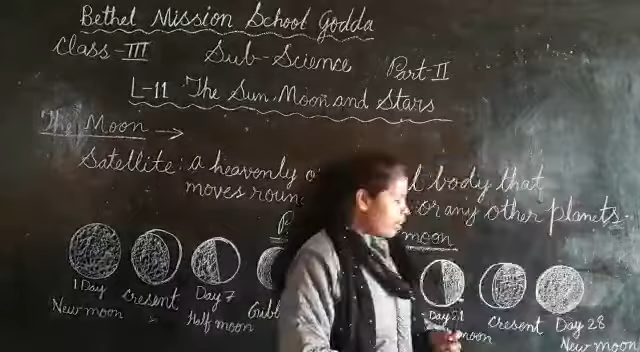 Bethel Mission School Godda
Class-III Sub-Science Part-II
L-11 The Sun, Moon and Stars
The Moon →
Satellite: a heavenly o l body that
moves roun or any other planets.
moon
1 Day Cresent Day 7 Gibb Day 21 Cresent Day 28
New moon Half moon moon New moon